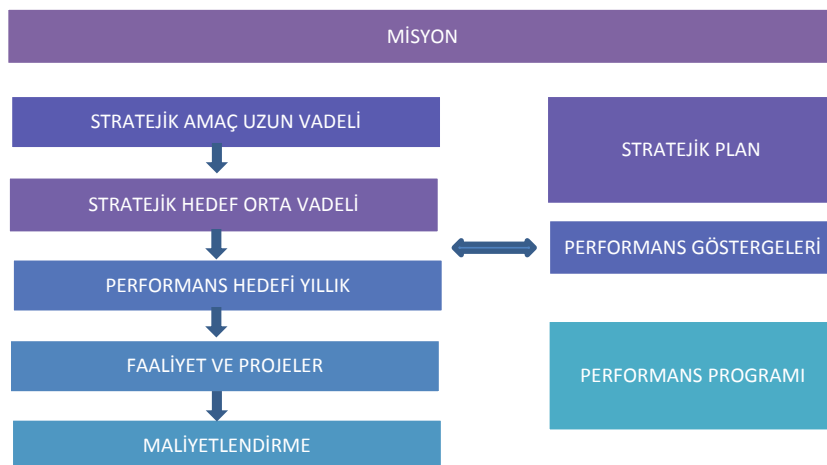 MİSYON
STRATEJİK AMAÇ UZUN VADELİ
STRATEJİK HEDEF ORTA VADELİ
PERFORMANS HEDEFİ YILLIK
FAALİYET VE PROJELER
MALİYETLENDİRME
STRATEJİK PLAN
PERFORMANS GÖSTERGELERİ
PERFORMANS PROGRAMI